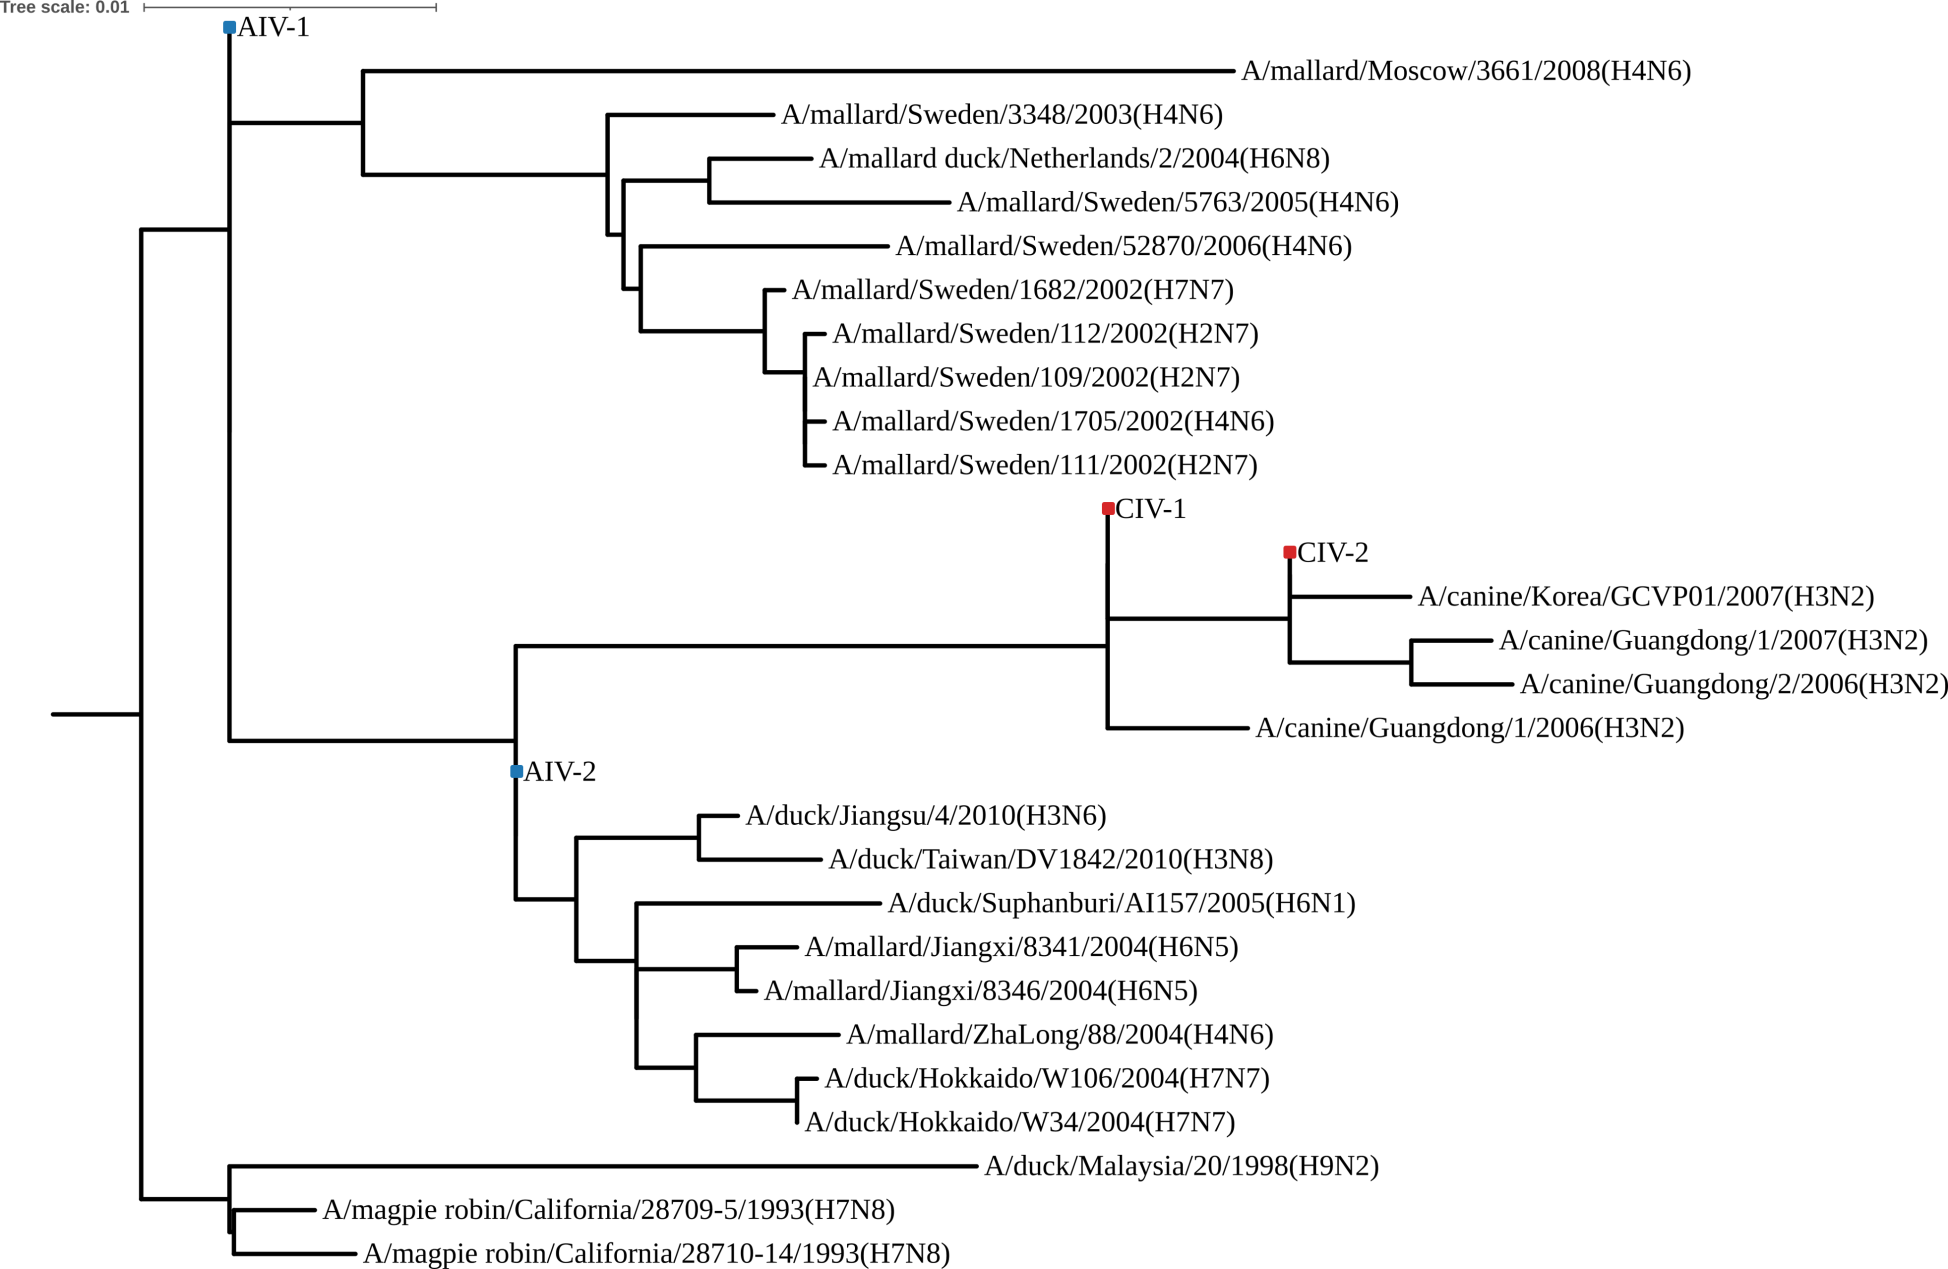 Tree scale: 0.01
AIV-1
A/mallard/Moscow/3661/2008(H4N6)
A/mallard/Sweden/3348/2003(H4N6)
A/mallard duck/Netherlands/2/2004(H6N8)
A/mallard/Sweden/5763/2005(H4N6)
A/mallard/Sweden/52870/2006(H4N6)
A/mallard/Sweden/1682/2002(H7N7)
A/mallard/Sweden/112/2002(H2N7)
A/mallard/Sweden/109/2002(H2N7)
A/mallard/Sweden/1705/2002(H4N6)
A/mallard/Sweden/111/2002(H2N7)
CIV-1
CIV-2
A/canine/Korea/GCVP01/2007(H3N2)
A/canine/Guangdong/1/2007(H3N2)
A/canine/Guangdong/2/2006(H3N2)
A/canine/Guangdong/1/2006(H3N2)
AIV-2
A/duck/Jiangsu/4/2010(H3N6)
A/duck/Taiwan/DV1842/2010(H3N8)
A/duck/Suphanburi/AI157/2005(H6N1)
A/mallard/Jiangxi/8341/2004(H6N5)
A/mallard/Jiangxi/8346/2004(H6N5)
A/mallard/ZhaLong/88/2004(H4N6)
A/duck/Hokkaido/W106/2004(H7N7)
A/duck/Hokkaido/W34/2004(H7N7)
A/duck/Malaysia/20/1998(H9N2)
A/magpie robin/California/28709-5/1993(H7N8)
A/magpie robin/California/28710-14/1993(H7N8)